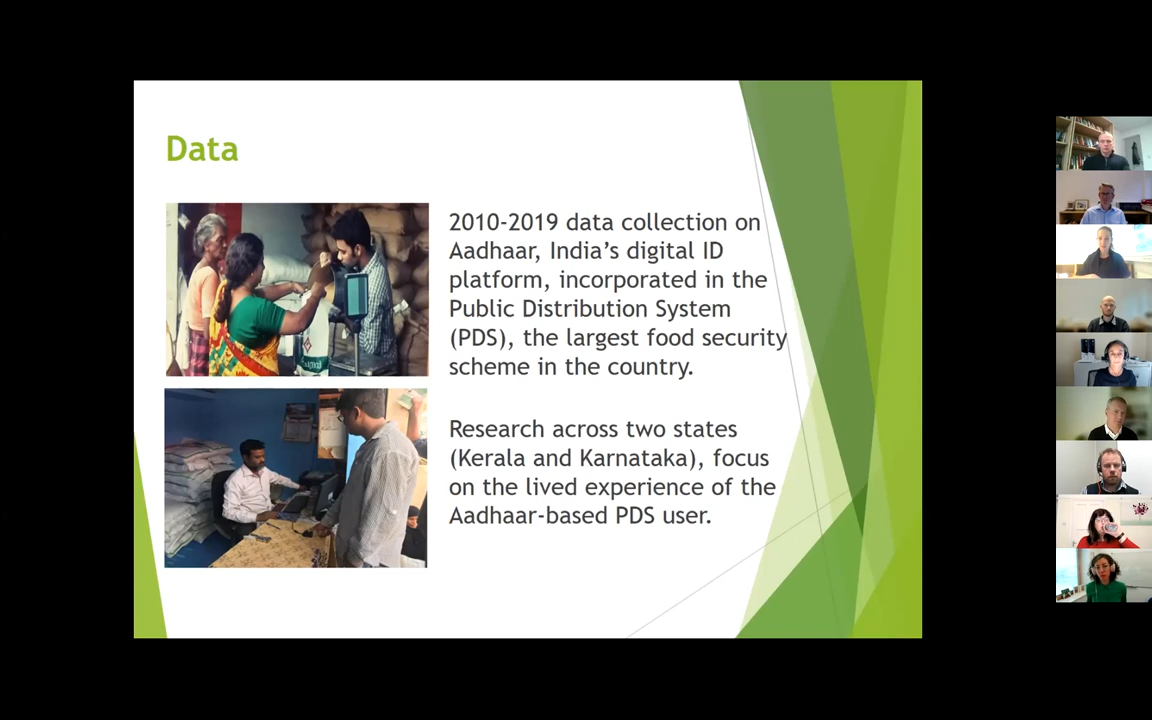 Data
2010-2019 data collection on
Aadhaar, India’s digital ID
platform, incorporated in the
Public Distribution System
(PDS), the largest food security
scheme in the country.
Research across two states
(Kerala and Karnataka), focus
on the lived experience of the
Aadhaar-based PDS user.